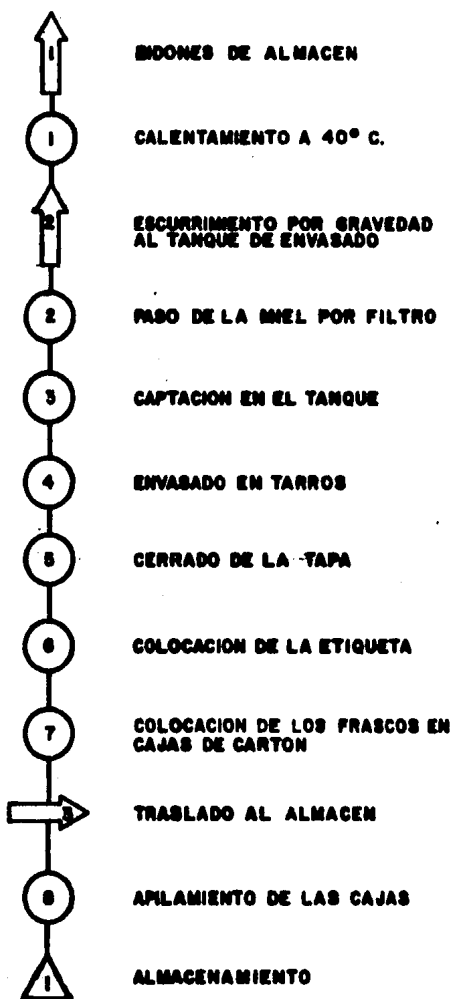 1 BIDONES DE ALMACEN
1 CALENTAMIENTO A 40° C.
2 ESCURRIMIENTO POR GRAVEDAD
AL TANQUE DE ENVASADO
2 PASO DE LA MIEL POR FILTRO
3 CAPTACION EN EL TANQUE
4 ENVASADO EN TARROS
5 CERRADO DE LA TAPA
6 COLOCACION DE LA ETIQUETA
7 COLOCACION DE LOS FRASCOS EN
CAJAS DE CARTON
3 TRASLADO AL ALMACEN
8 APILAMIENTO DE LAS CAJAS
1 ALMACENAMIENTO